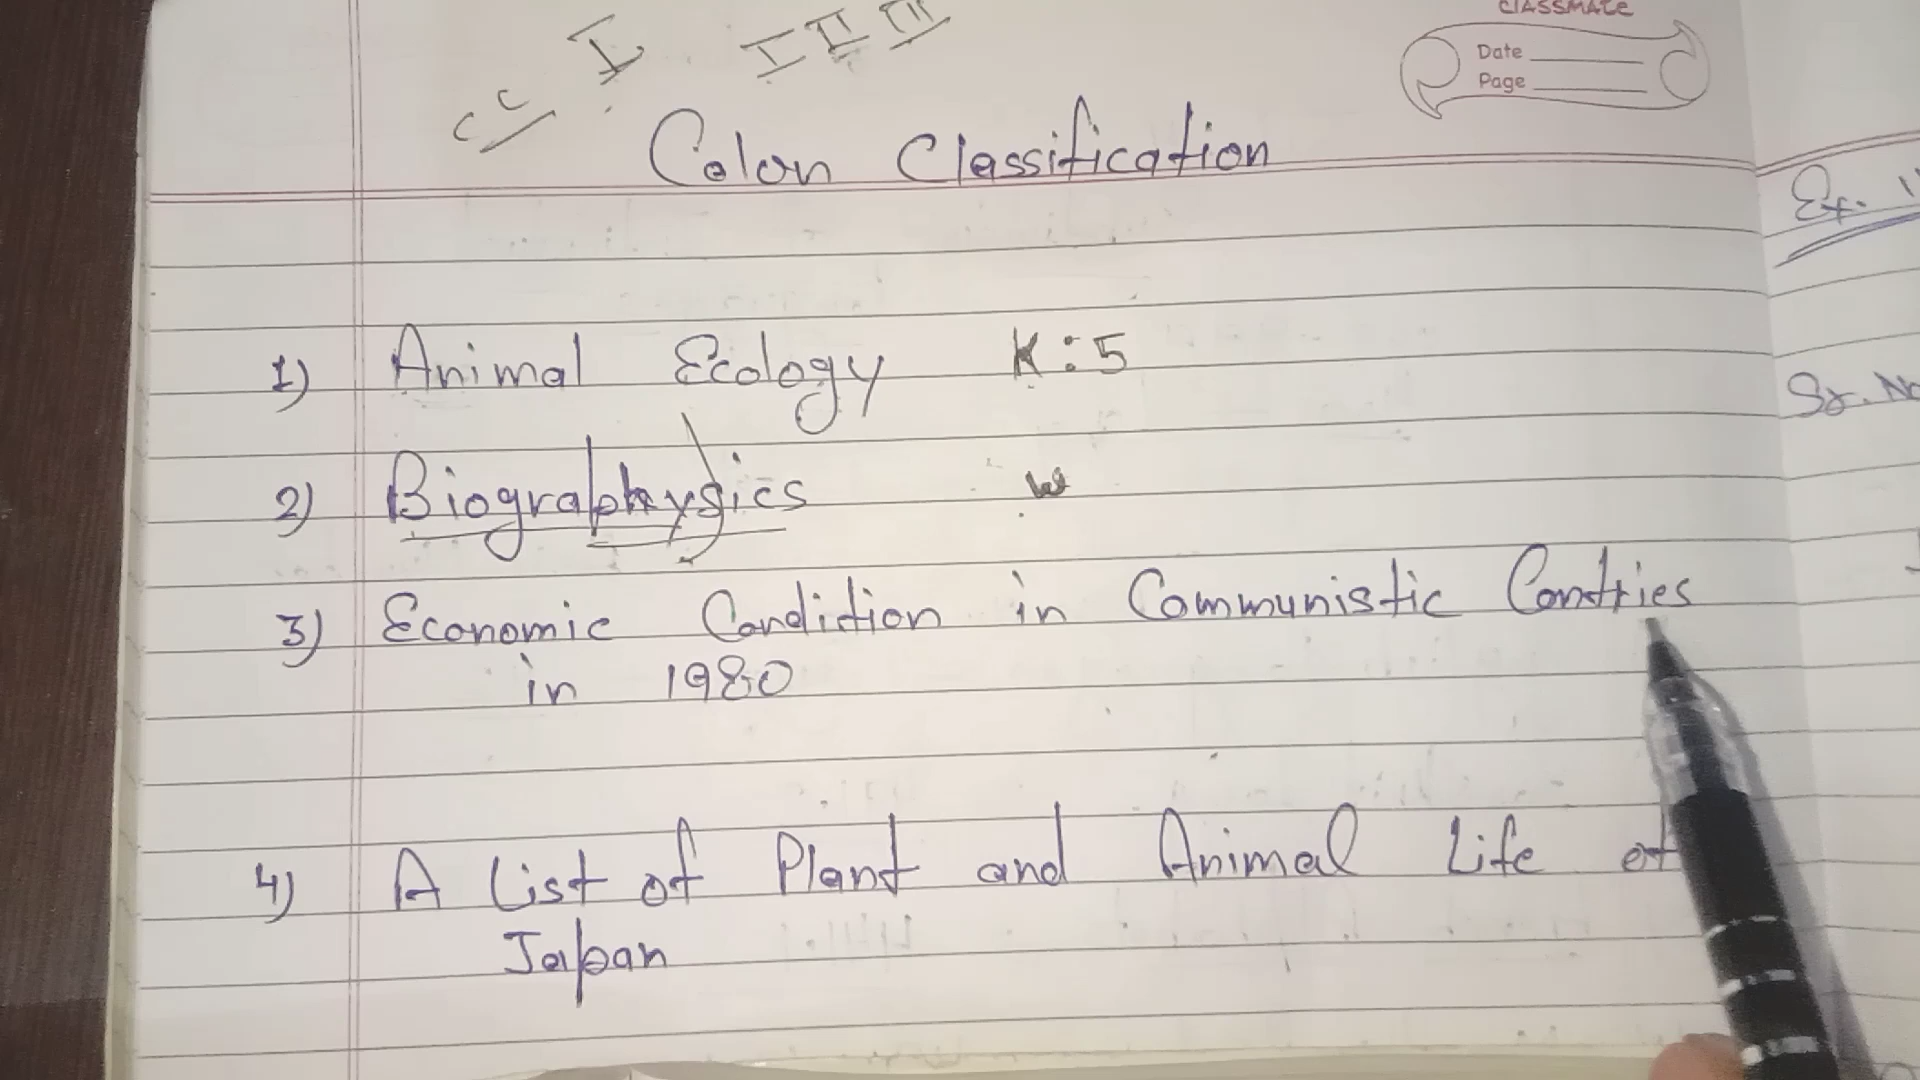 CLASSMATE
Date
Page
CC I I II III
Colon Classification
1) Animal Ecology K:5
2) Biographysics w
3) Economic Condition in Communistic Contries
in 1980
4) A List of Plant and Animal Life of
Japan
Ex.
Sr. No